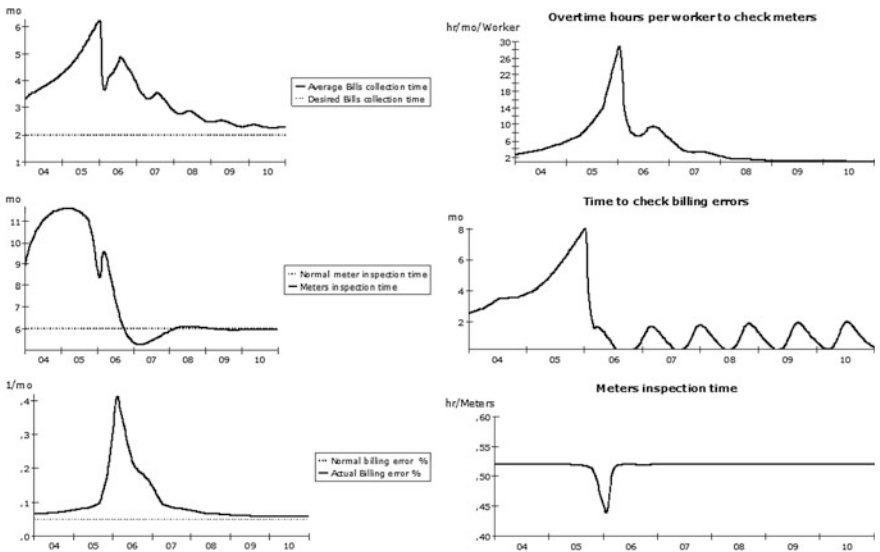 mo
6
5
4
3
2
1
04 05 06 07 08 09 10
Average Bills collection time
Desired Bills collection time
Overtime hours per worker to check meters
hr/mo/Worker
30
26
22
18
14
10
6
2
04 05 06 07 08 09 10
mo
11
10
9
8
7
6
04 05 06 07 08 09 10
Normal meter inspection time
Meters inspection time
Time to check billing errors
mo
8
6
4
2
04 05 06 07 08 09 10
1/mo
.4
.3
.2
.1
.0
04 05 06 07 08 09 10
Normal billing error %
Actual Billing error %
Meters inspection time
hr/Meters
.60
.55
.50
.45
.40
04 05 06 07 08 09 10